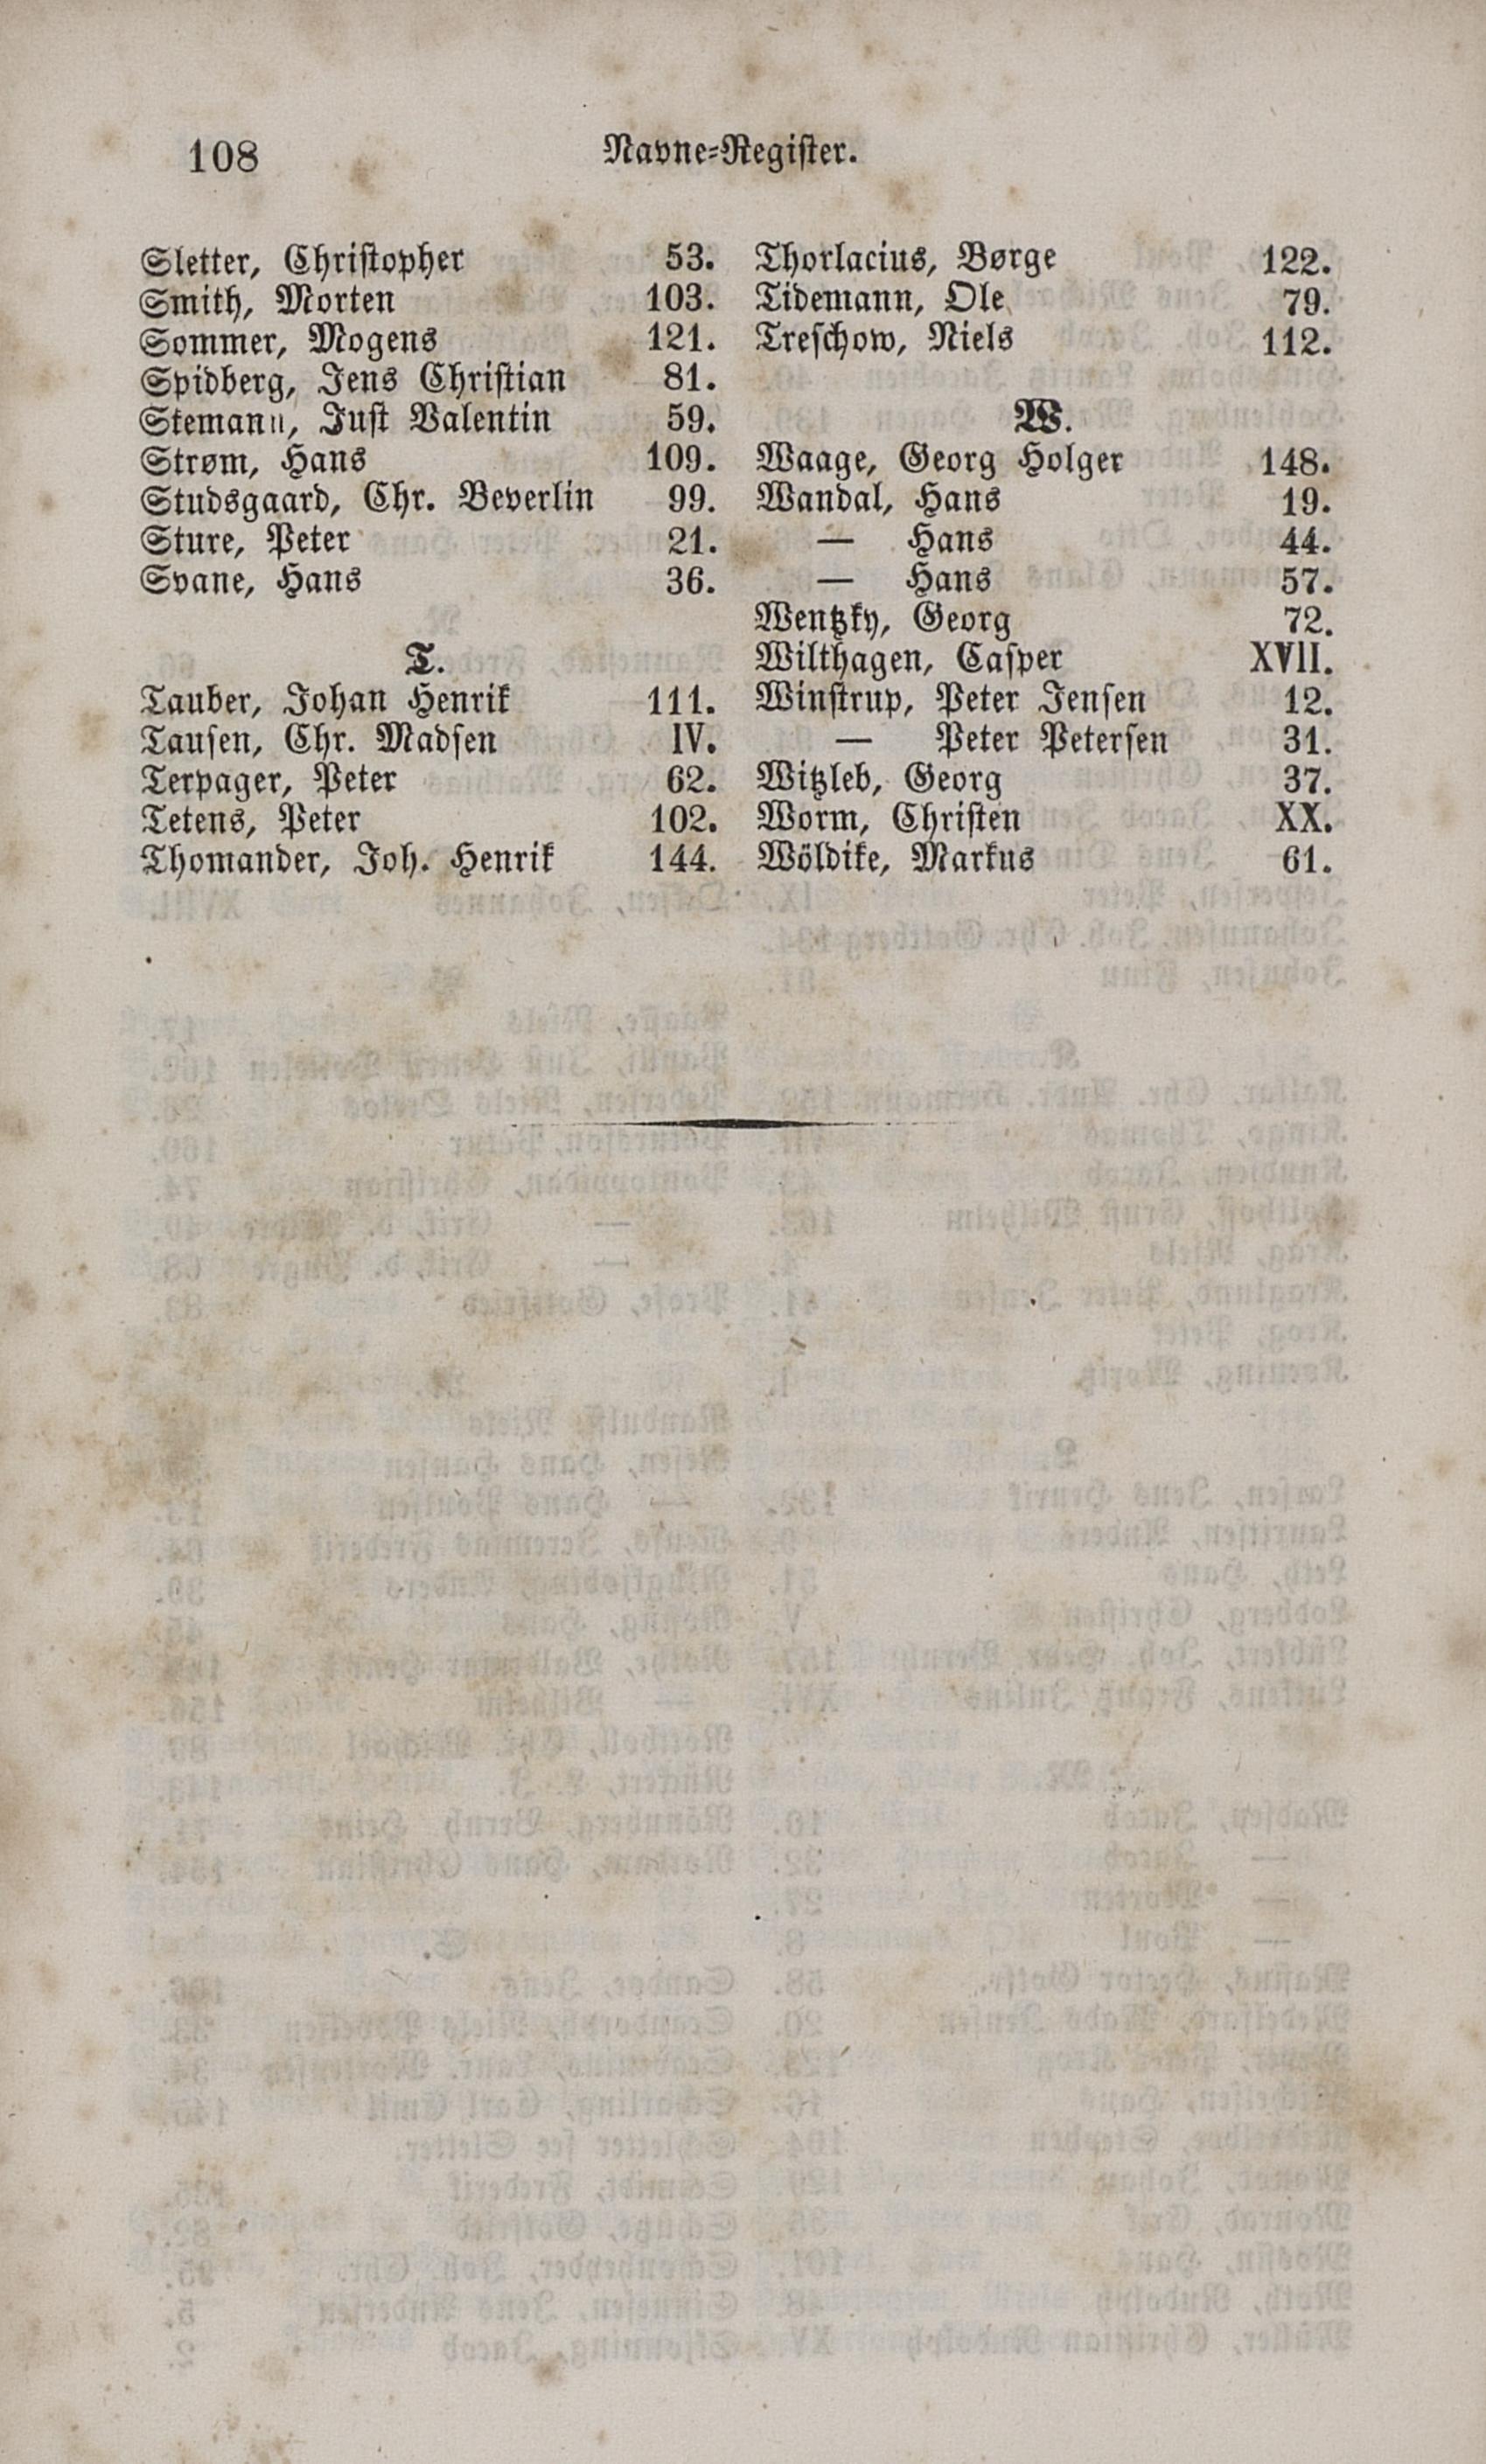 108
Navne-Register.
Sletter, Christopher 53.
Smith, Morten 103.
Sommer, Mogens 121.
Spidberg, Jens Christian 81.
Stemann, Just Valentin 59.
Strøm, Hans 109.
Studsgaard, Chr. Beverlin 99.
Sture, Peter 21.
Svane, Hans 36.
T.
Tauber, Johan Henrik 111.
Tausen, Chr. Madsen IV.
Terpager, Peter 62.
Tetens, Peter 102.
Thomander, Joh. Henrik 144.
Thorlacius, Børge 122.
Tidemann, Ole 79.
Treschow, Niels 112.
W.
Waage, Georg Holger 148.
Wandal, Hans 19.
— Hans 44.
— Hans 57.
Wentzky, Georg 72.
Wilthagen, Casper XVII.
Winstrup, Peter Jensen 12.
— Peter Petersen 31.
Witzleb, Georg 37.
Worm, Christen XX.
Wöldike, Markus 61.